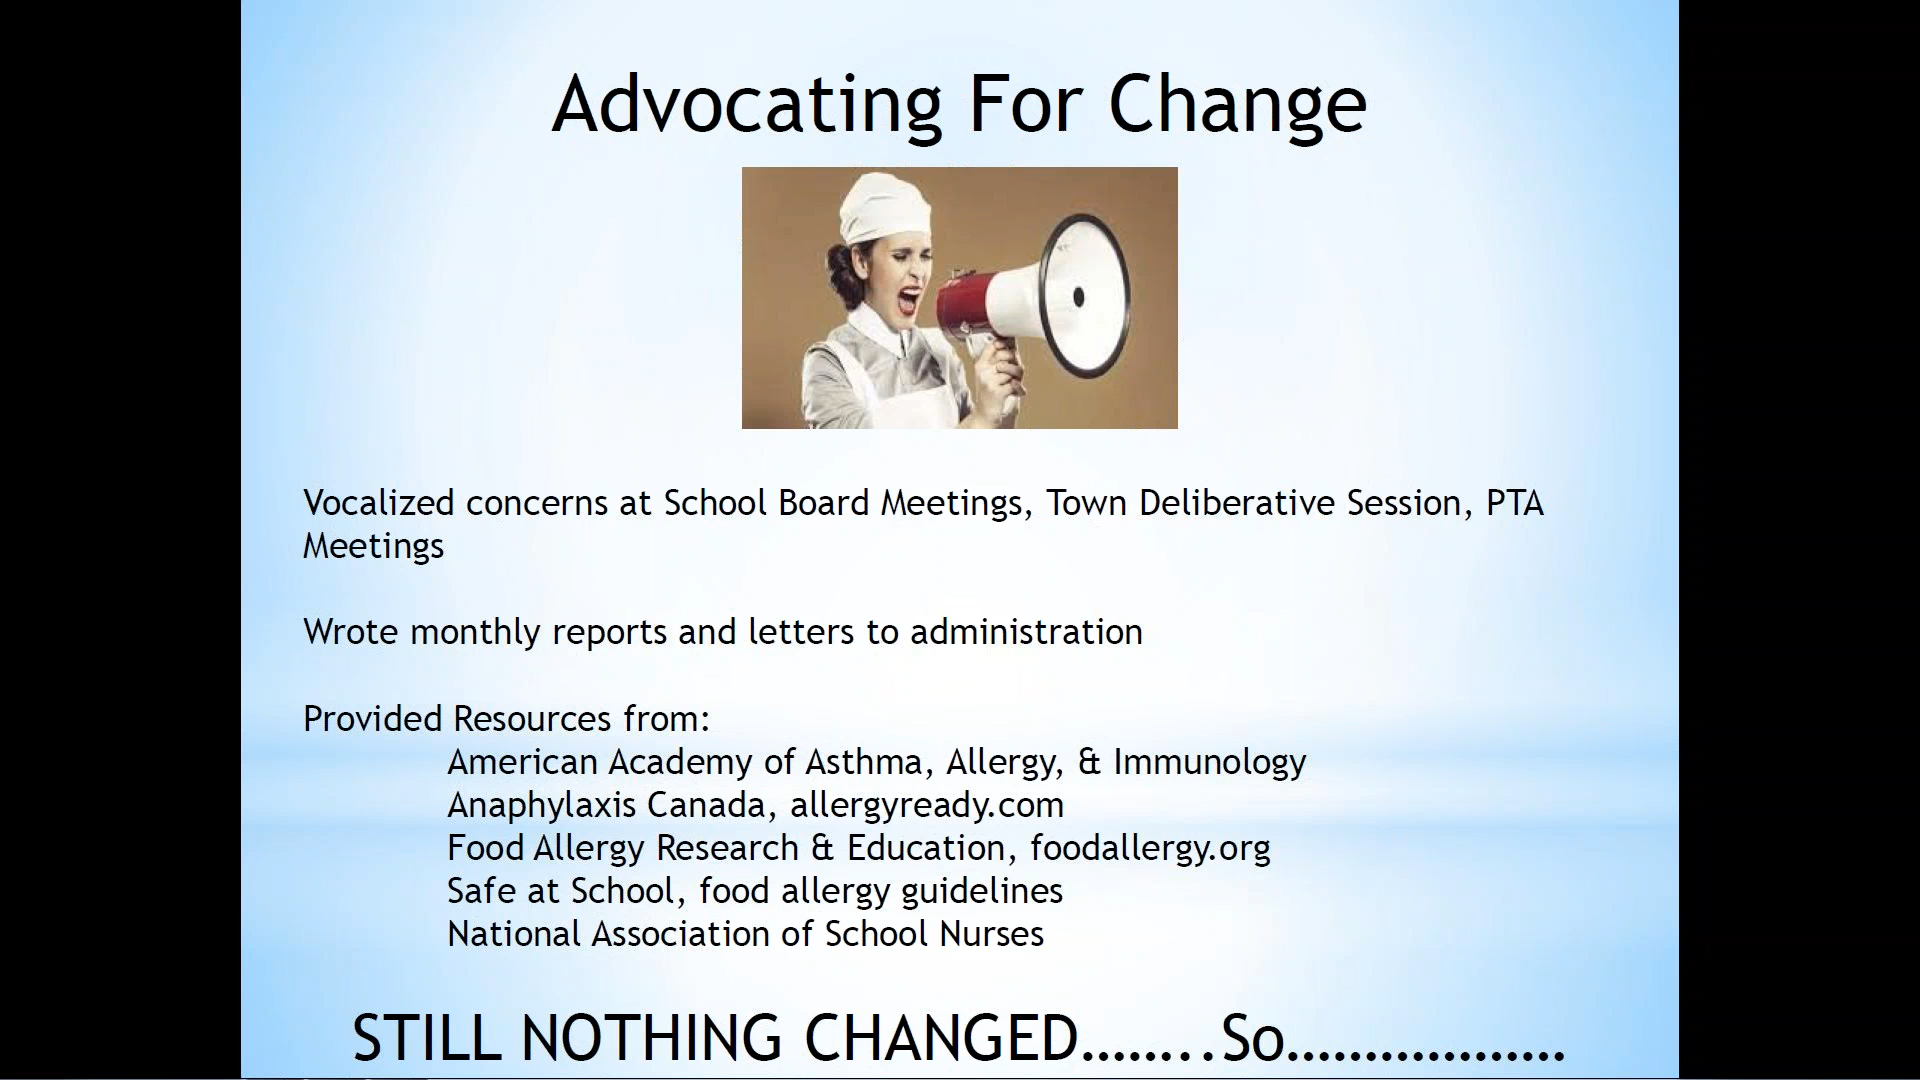 Advocating For Change
Vocalized concerns at School Board Meetings, Town Deliberative Session, PTA
Meetings
Wrote monthly reports and letters to administration
Provided Resources from:
American Academy of Asthma, Allergy, & Immunology
Anaphylaxis Canada, allergyready.com
Food Allergy Research & Education, foodallergy.org
Safe at School, food allergy guidelines
National Association of School Nurses
STILL NOTHING CHANGED……..So………………